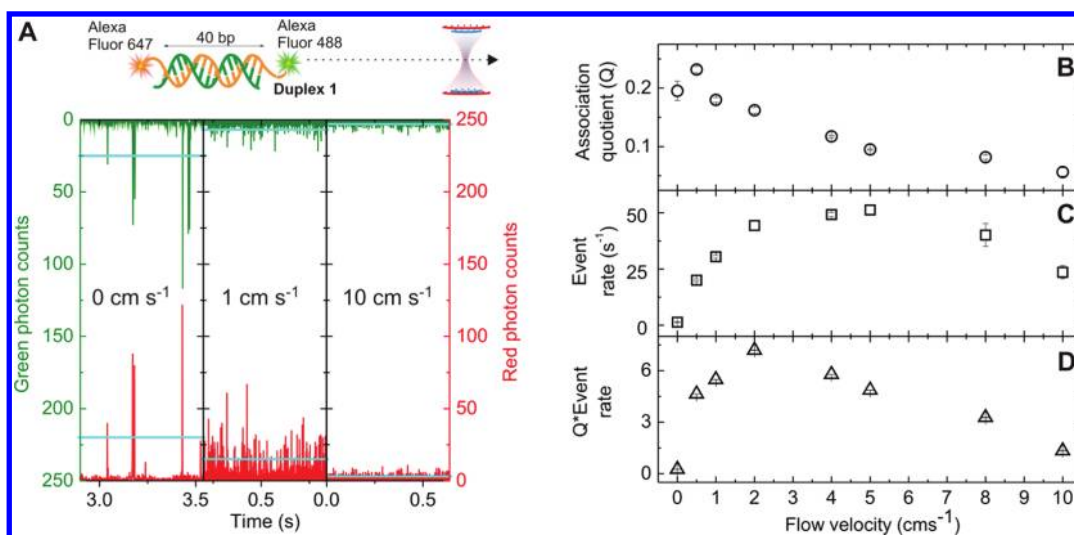 A
Alexa
Fluor 647
40 bp
Alexa
Fluor 488
Duplex 1
0
50
100
150
200
250
Green photon counts
0 cm s⁻¹
1 cm s⁻¹
10 cm s⁻¹
250
200
150
100
50
0
Red photon counts
3.0
3.5
0.5
0.0
0.5
Time (s)
B
0.2
0.1
Association
quotient (Q)
C
50
25
0
Event
rate (s⁻¹)
D
6
3
0
Q*Event
rate
0
1
2
3
4
5
6
7
8
9
10
Flow velocity (cms⁻¹)